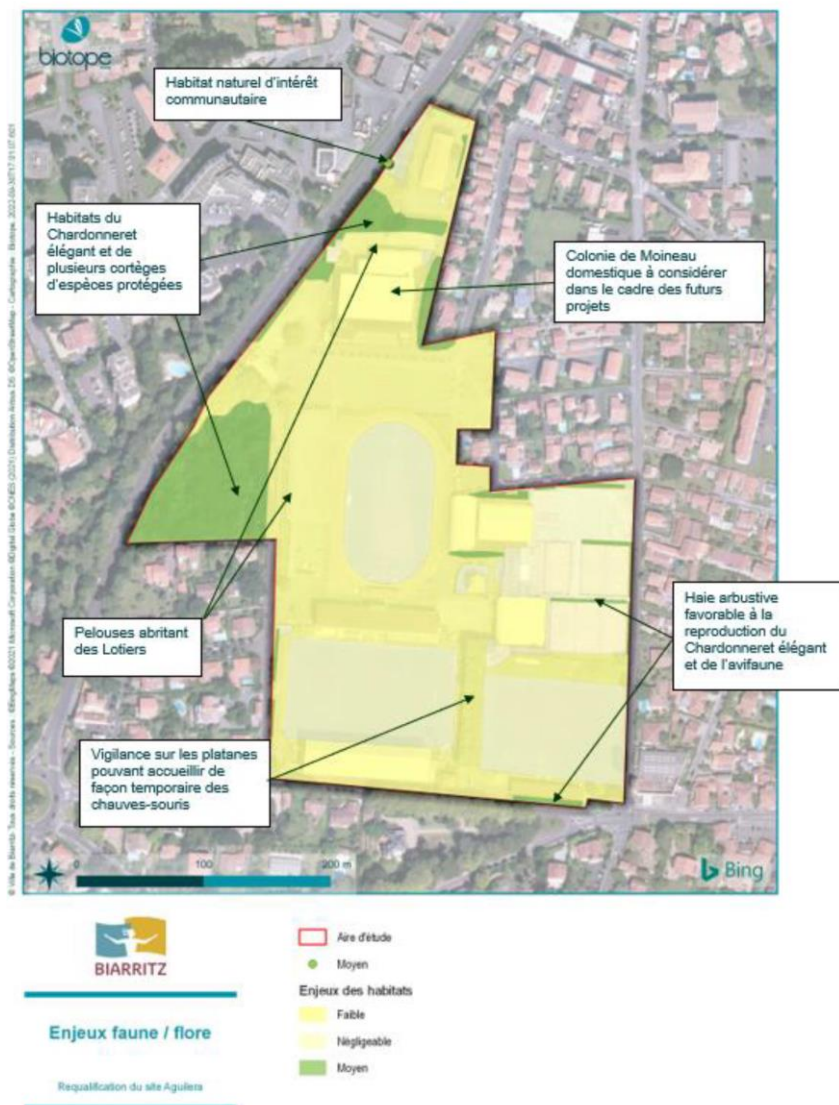 biotope
Habitat naturel d'intérêt
communautaire
Habitats du
Chardonneret
élégant et de
plusieurs cortèges
d'espèces protégées
Colonie de Moineau
domestique à considérer
dans le cadre des futurs
projets
Pelouses abritant
des Lotiers
Haie arbustive
favorable à la
reproduction du
Chardonneret élégant
et de l'avifaune
Vigilance sur les platanes
pouvant accueillir de
façon temporaire des
chauves-souris
0 100 200 m
Bing
BIARRITZ
Enjeux faune / flore
Requalification du site Aguilera
Aire d'étude
Moyen
Enjeux des habitats
Faible
Négligeable
Moyen